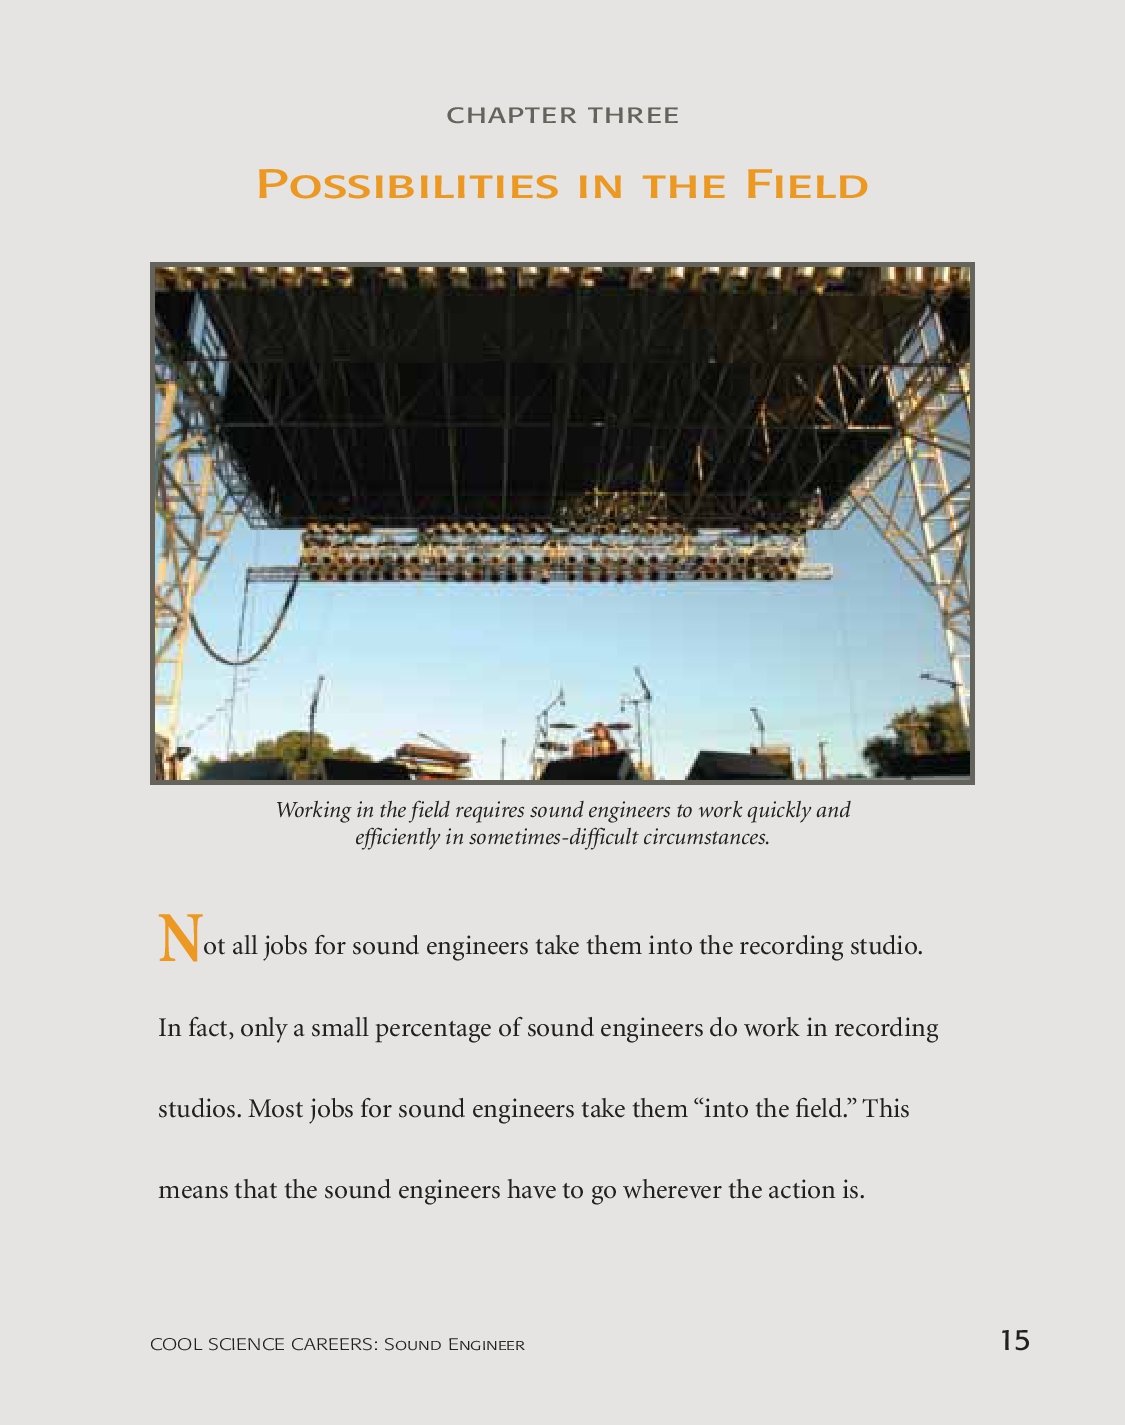 CHAPTER THREE
Possibilities in the Field
Working in the field requires sound engineers to work quickly and
efficiently in sometimes-difficult circumstances.
Not all jobs for sound engineers take them into the recording studio.
In fact, only a small percentage of sound engineers do work in recording
studios. Most jobs for sound engineers take them “into the field.” This
means that the sound engineers have to go wherever the action is.
COOL SCIENCE CAREERS: Sound Engineer
15